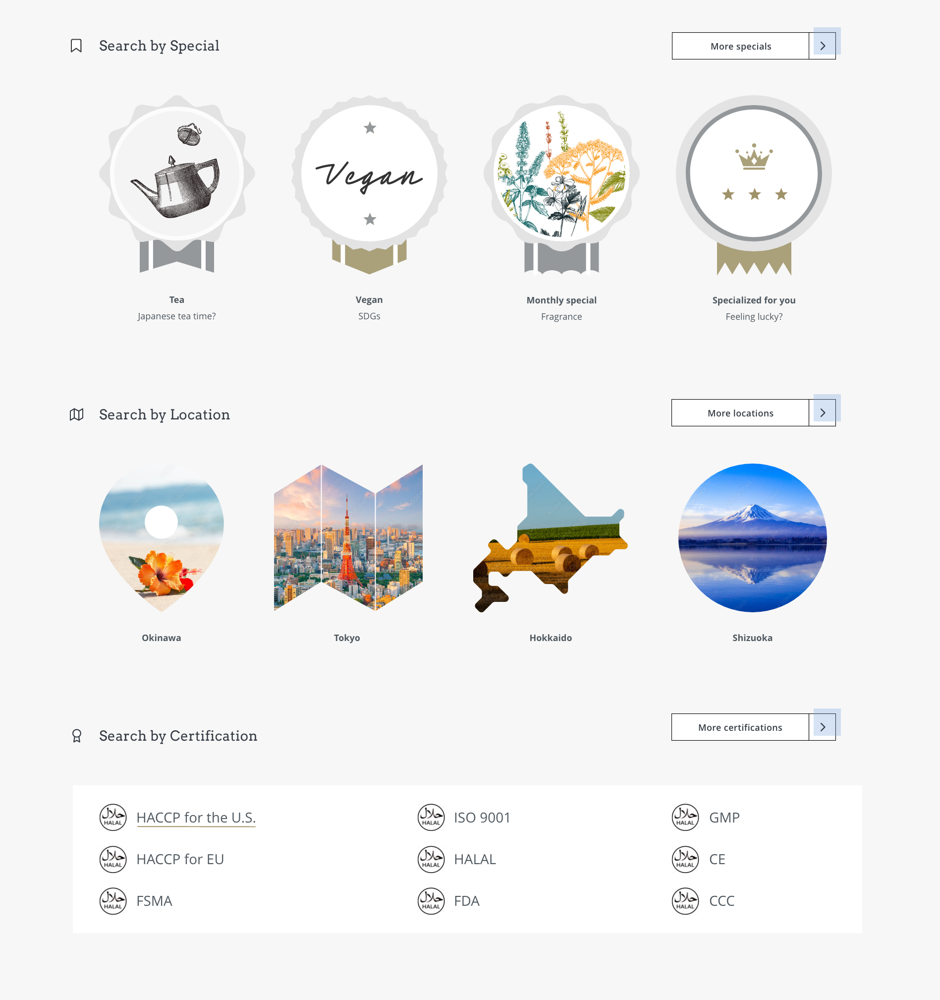 Search by Special
More specials
Vegan
Tea
Japanese tea time?
Vegan
SDGs
Monthly special
Fragrance
Specialized for you
Feeling lucky?
Search by Location
More locations
Okinawa
Tokyo
Hokkaido
Shizuoka
Search by Certification
More certifications
حلال
HALAL
HACCP for the U.S.
حلال
HALAL
ISO 9001
حلال
HALAL
GMP
حلال
HALAL
HACCP for EU
حلال
HALAL
HALAL
حلال
HALAL
CE
حلال
HALAL
FSMA
حلال
HALAL
FDA
حلال
HALAL
CCC